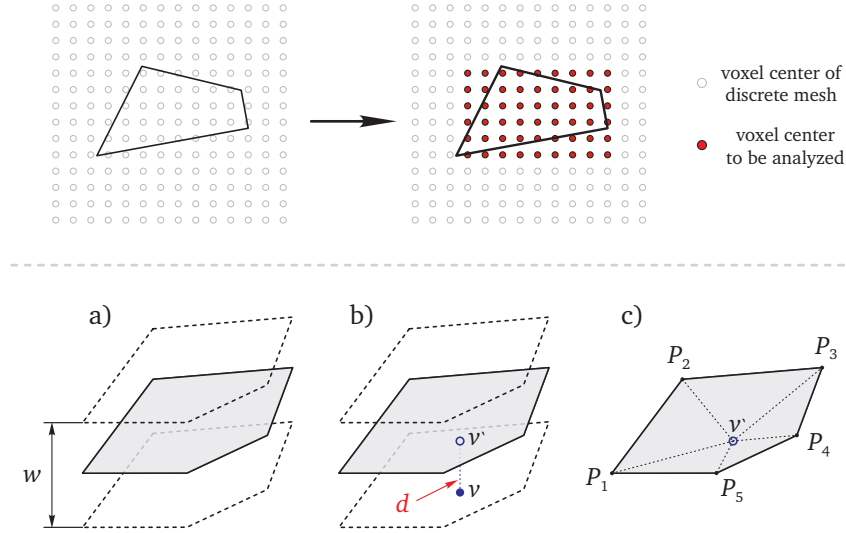 voxel center of
discrete mesh
voxel center
to be analyzed
a)
b)
c)
w
v`
v
d
P1
P2
P3
P4
P5
v`